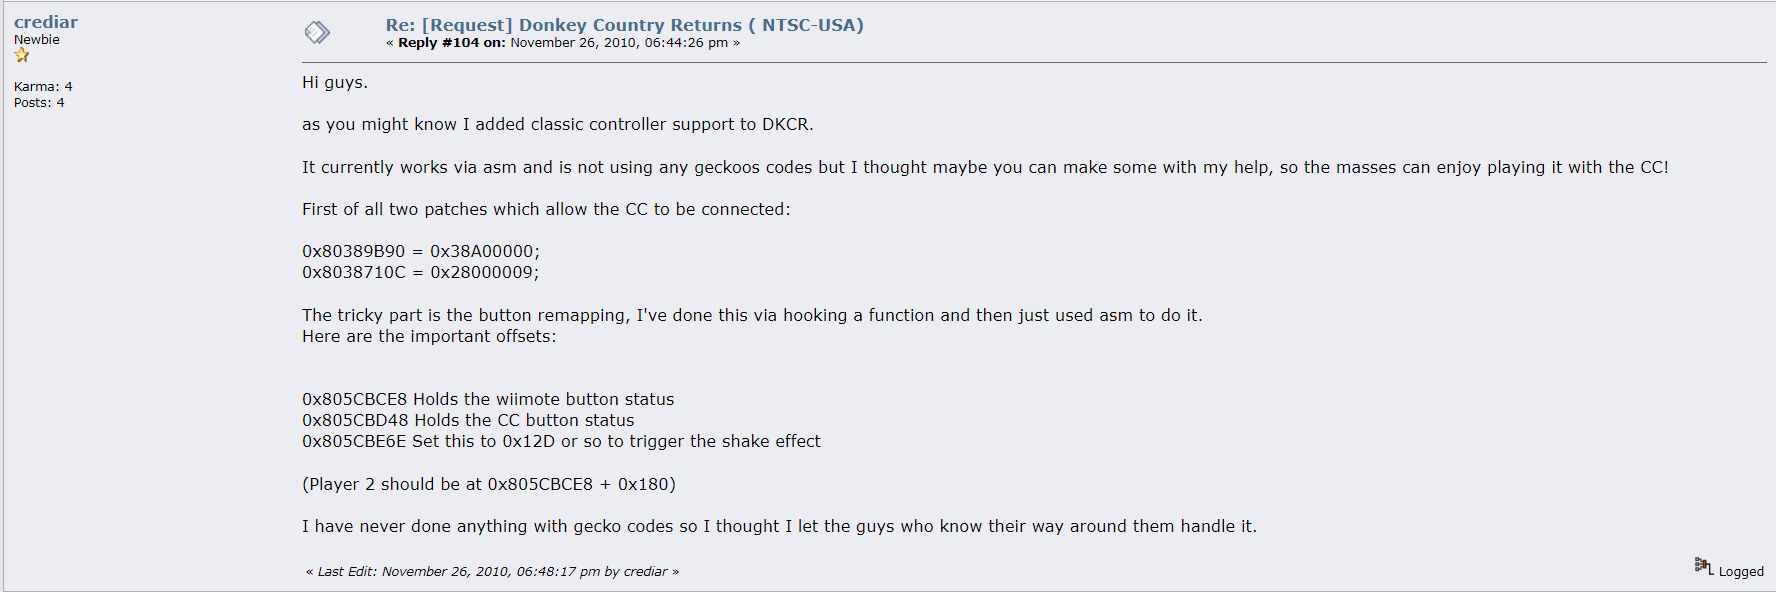 crediar
Newbie
Karma: 4
Posts: 4
Re: [Request] Donkey Country Returns ( NTSC-USA)
« Reply #104 on: November 26, 2010, 06:44:26 pm »
Hi guys.
as you might know I added classic controller support to DKCR.
It currently works via asm and is not using any geckoos codes but I thought maybe you can make some with my help, so the masses can enjoy playing it with the CC!
First of all two patches which allow the CC to be connected:
0x80389B90 = 0x38A00000;
0x8038710C = 0x28000009;
The tricky part is the button remapping, I've done this via hooking a function and then just used asm to do it.
Here are the important offsets:
0x805CBCE8 Holds the wiimote button status
0x805CBD48 Holds the CC button status
0x805CBE6E Set this to 0x12D or so to trigger the shake effect
(Player 2 should be at 0x805CBCE8 + 0x180)
I have never done anything with gecko codes so I thought I let the guys who know their way around them handle it.
« Last Edit: November 26, 2010, 06:48:17 pm by crediar »
Logged